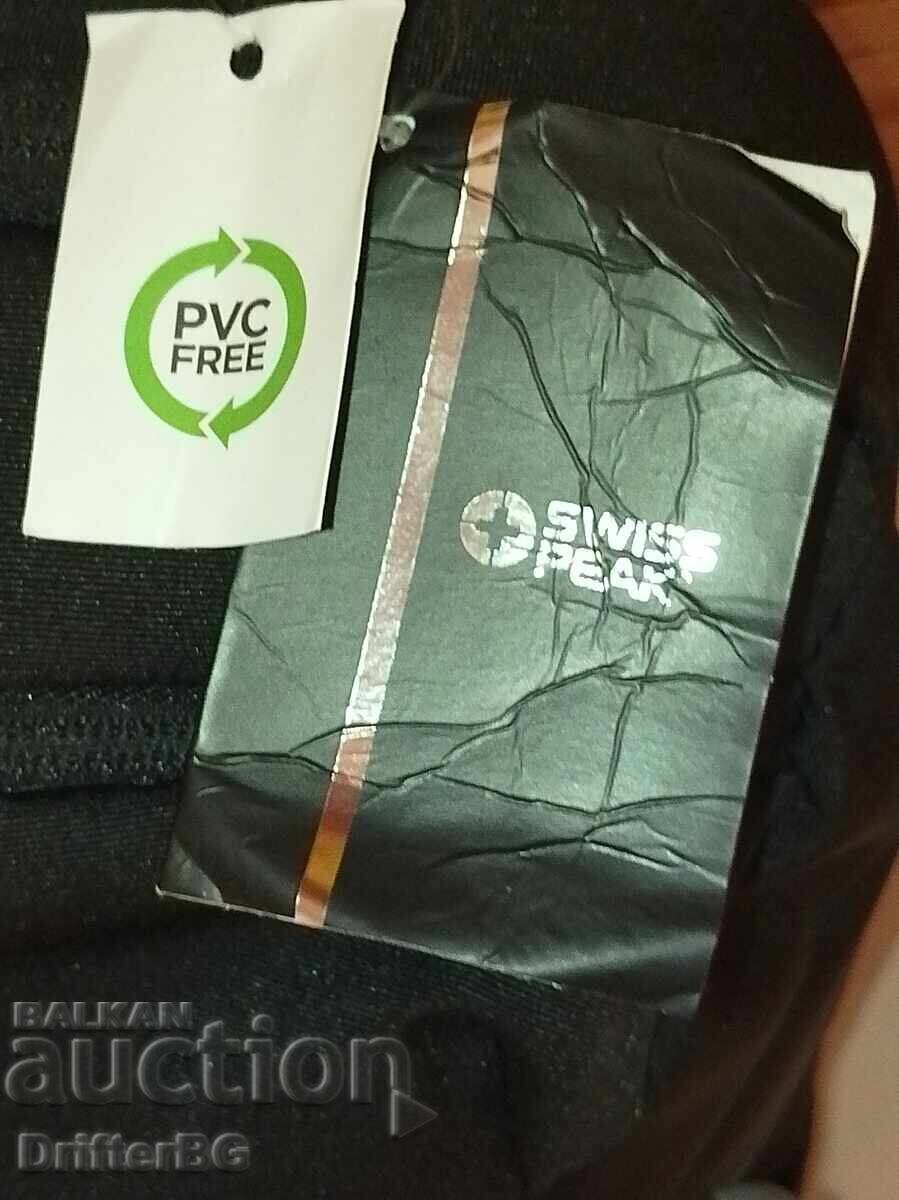 PVC
FREE
SWISS
PEAK
BALKAN
auction
DrifterBG